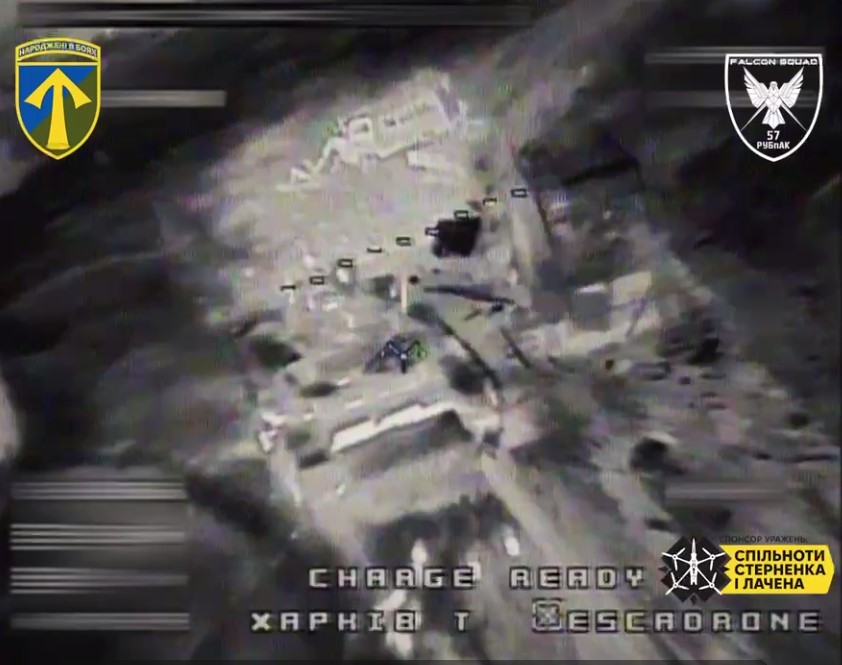 НАРОДЖЕНІ В БОЯХ
FALCON SQUAD
57
РУБпАК
СПОНСОР УРАЖЕНЬ:
СПІЛЬНОТИ
СТЕРНЕНКА
І ЛАЧЕНА
CHARGE READY
ХАРКІВ Т ESCADRONE